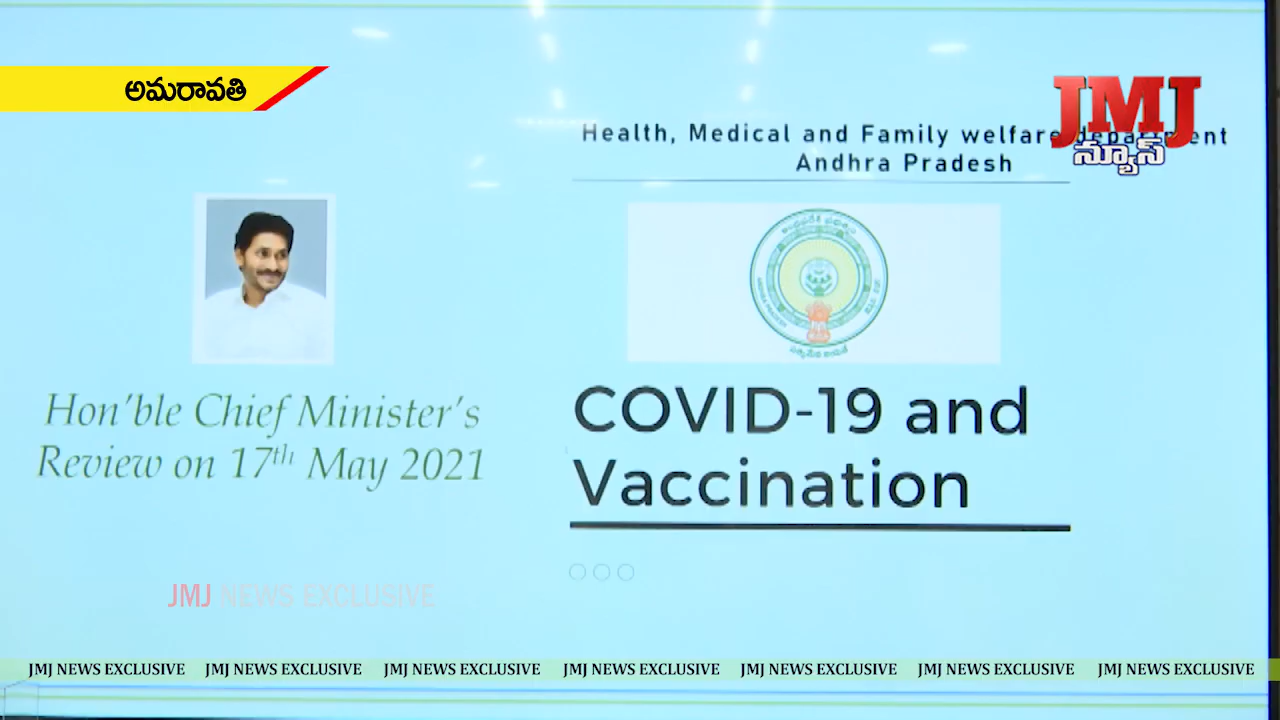 అమరావతి
JMJ
న్యూస్
Health, Medical and Family welfare department
Andhra Pradesh
Hon'ble Chief Minister's
Review on 17th May 2021
COVID-19 and
Vaccination
JMJ NEWS EXCLUSIVE
JMJ NEWS EXCLUSIVE JMJ NEWS EXCLUSIVE JMJ NEWS EXCLUSIVE JMJ NEWS EXCLUSIVE JMJ NEWS EXCLUSIVE JMJ NEWS EXCLUSIVE JMJ NEWS EXCLUSIVE